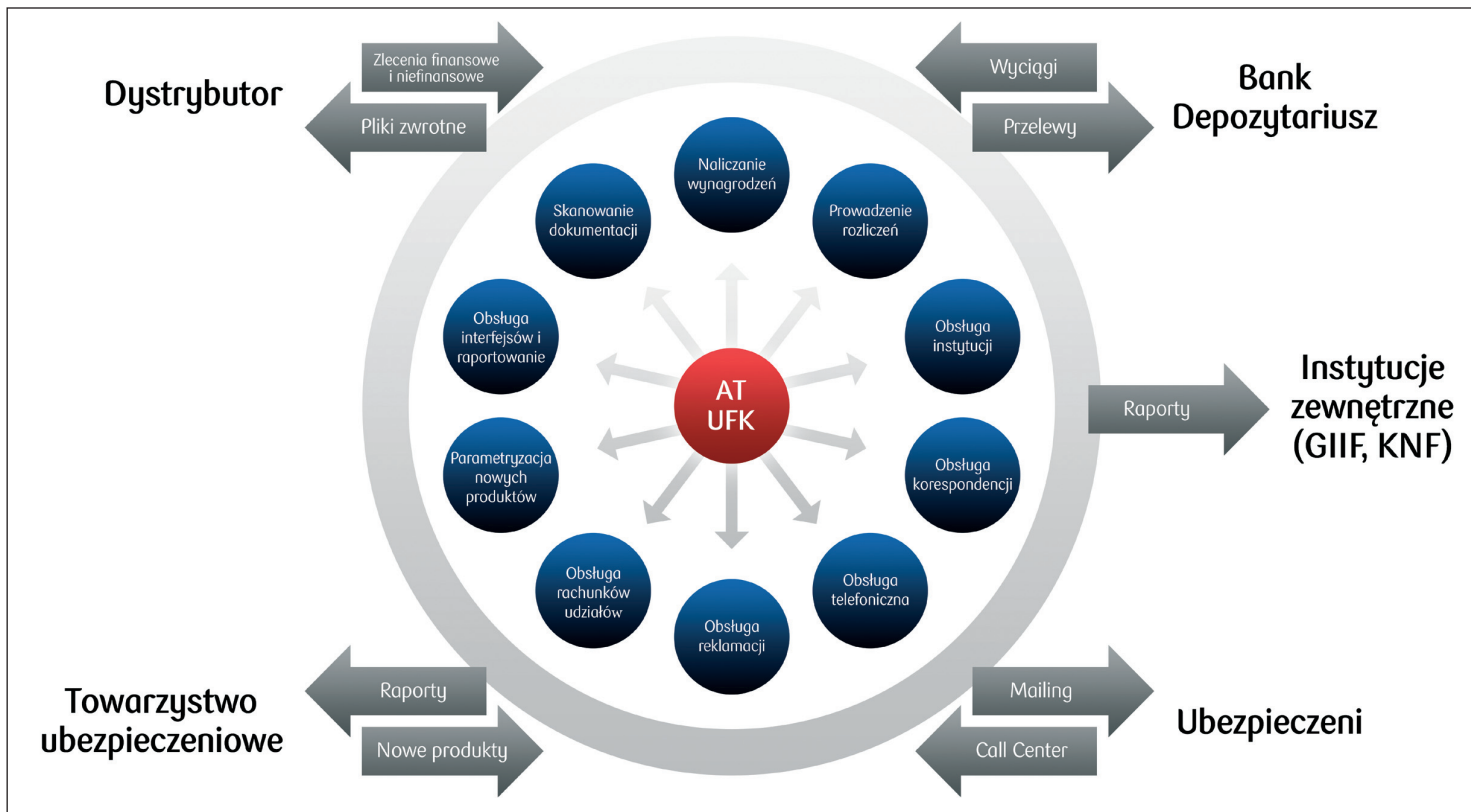 Dystrybutor
Zlecenia finansowe
i niefinansowe
Pliki zwrotne
Wyciągi
Przelewy
Bank
Depozytariusz
Naliczanie
wynagrodzeń
Skanowanie
dokumentacji
Prowadzenie
rozliczeń
Obsługa
interfejsów i
raportowanie
Obsługa
instytucji
AT
UFK
Raporty
Instytucje
zewnętrzne
(GIIF, KNF)
Parametryzacja
nowych
produktów
Obsługa
korespondencji
Obsługa
rachunków
udziałów
Obsługa
telefoniczna
Obsługa
reklamacji
Towarzystwo
ubezpieczeniowe
Raporty
Nowe produkty
Mailing
Call Center
Ubezpieczeni